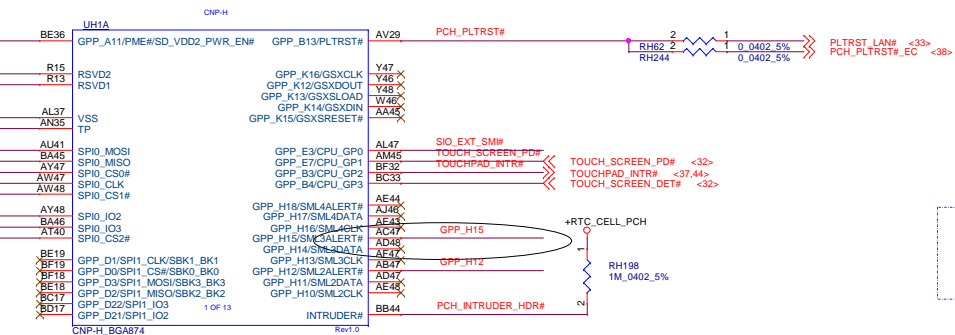 CNP-H
UH1A
BE36 GPP_A11/PME#/SD_VDD2_PWR_EN# GPP_B13/PLTRST# AV29 PCH_PLTRST#
2 1
RH62 0_0402_5% PLTRST_LAN# <33>
2 1
RH244 0_0402_5% PCH_PLTRST#_EC <38>
R15 RSVD2 GPP_K16/GSXCLK Y47
R13 RSVD1 GPP_K12/GSXDOUT Y46
GPP_K13/GSXSLOAD Y48
GPP_K14/GSXDIN W46
GPP_K15/GSXSRESET# AA45
AL37 VSS
AN35 TP
AU41 SPI0_MOSI GPP_E3/CPU_GP0 AL47 SIO_EXT_SMI#
BA45 SPI0_MISO GPP_E7/CPU_GP1 AM45 TOUCH_SCREEN_PD# TOUCH_SCREEN_PD# <32>
AY47 SPI0_CS0# GPP_B3/CPU_GP2 BF32 TOUCHPAD_INTR# TOUCHPAD_INTR# <37,44>
AW47 SPI0_CLK GPP_B4/CPU_GP3 BC33 TOUCH_SCREEN_DET# <32>
AW48 SPI0_CS1#
GPP_H18/SML4ALERT# AE44
AY48 SPI0_IO2 GPP_H17/SML4DATA AJ46
BA46 SPI0_IO3 GPP_H16/SML4CLK AE43 +RTC_CELL_PCH
AT40 SPI0_CS2# GPP_H15/SML3ALERT# AC47 GPP_H15
GPP_H14/SML3DATA AD48
BE19 GPP_D1/SPI1_CLK/SBK1_BK1 GPP_H13/SML3CLK AF47
BF19 GPP_D0/SPI1_CS#/SBK0_BK0 GPP_H12/SML2ALERT# AB47 GPP_H12
BF18 GPP_D3/SPI1_MOSI/SBK3_BK3 GPP_H11/SML2DATA AD47
BE18 GPP_D2/SPI1_MISO/SBK2_BK2 GPP_H10/SML2CLK AE48
1
RH198
1M_0402_5%
2
BC17 GPP_D22/SPI1_IO3 1 OF 13
BD17 GPP_D21/SPI1_IO2 INTRUDER# BB44 PCH_INTRUDER_HDR#
CNP-H_BGA874 Rev1.0